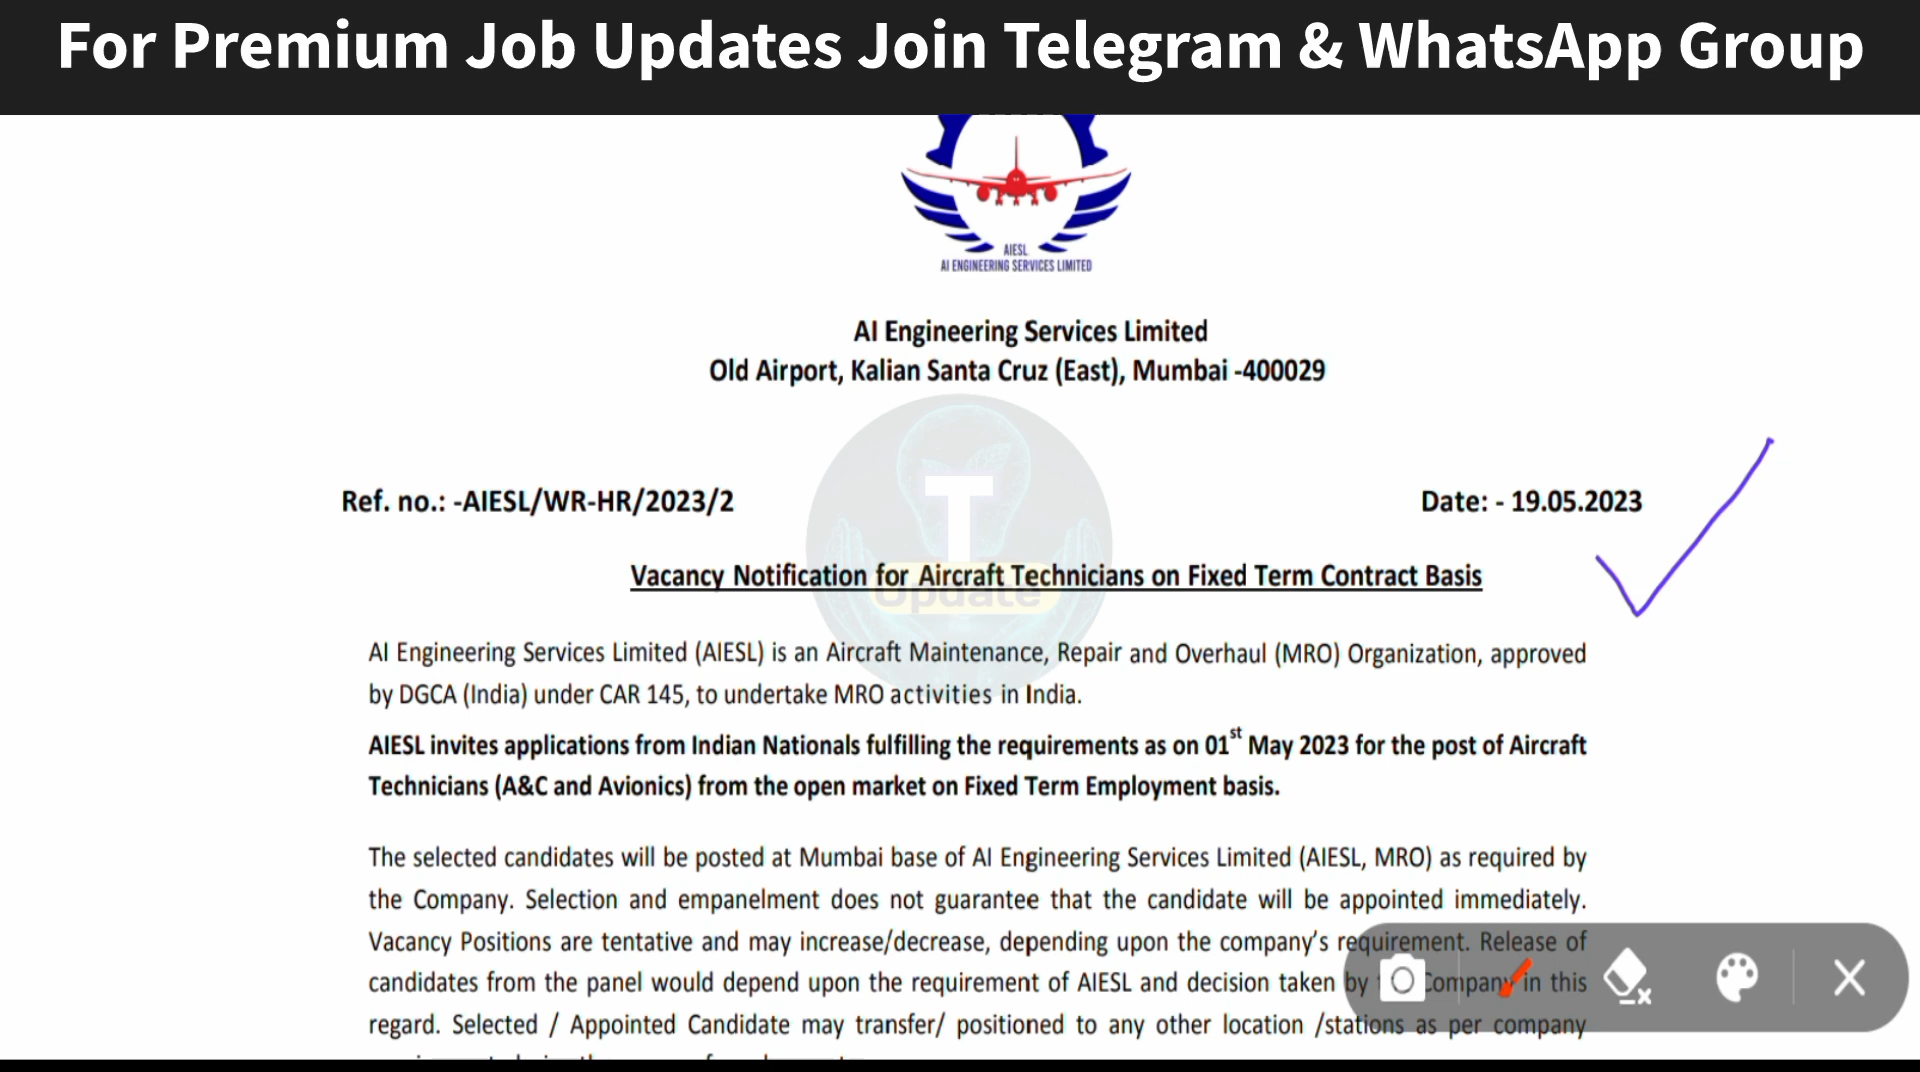 For Premium Job Updates Join Telegram & WhatsApp Group
AIESL
AI ENGINEERING SERVICES LIMITED
AI Engineering Services Limited
Old Airport, Kalian Santa Cruz (East), Mumbai -400029
T
Update
Ref. no.: -AIESL/WR-HR/2023/2
Date: - 19.05.2023
Vacancy Notification for Aircraft Technicians on Fixed Term Contract Basis
AI Engineering Services Limited (AIESL) is an Aircraft Maintenance, Repair and Overhaul (MRO) Organization, approved
by DGCA (India) under CAR 145, to undertake MRO activities in India.
AIESL invites applications from Indian Nationals fulfilling the requirements as on 01st May 2023 for the post of Aircraft
Technicians (A&C and Avionics) from the open market on Fixed Term Employment basis.
The selected candidates will be posted at Mumbai base of AI Engineering Services Limited (AIESL, MRO) as required by
the Company. Selection and empanelment does not guarantee that the candidate will be appointed immediately.
Vacancy Positions are tentative and may increase/decrease, depending upon the company's requirement. Release of
candidates from the panel would depend upon the requirement of AIESL and decision taken by Company in this
regard. Selected / Appointed Candidate may transfer/ positioned to any other location /stations as per company